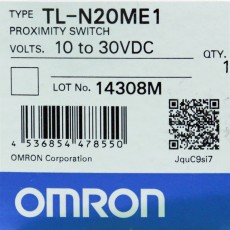 TYPE TL-N20ME1
PROXIMITY SWITCH
VOLTS. 10 to 30VDC
QTY.
1
LOT No. 14308M
4 536854 478550
OMRON Corporation
JquC9si7
OMRON